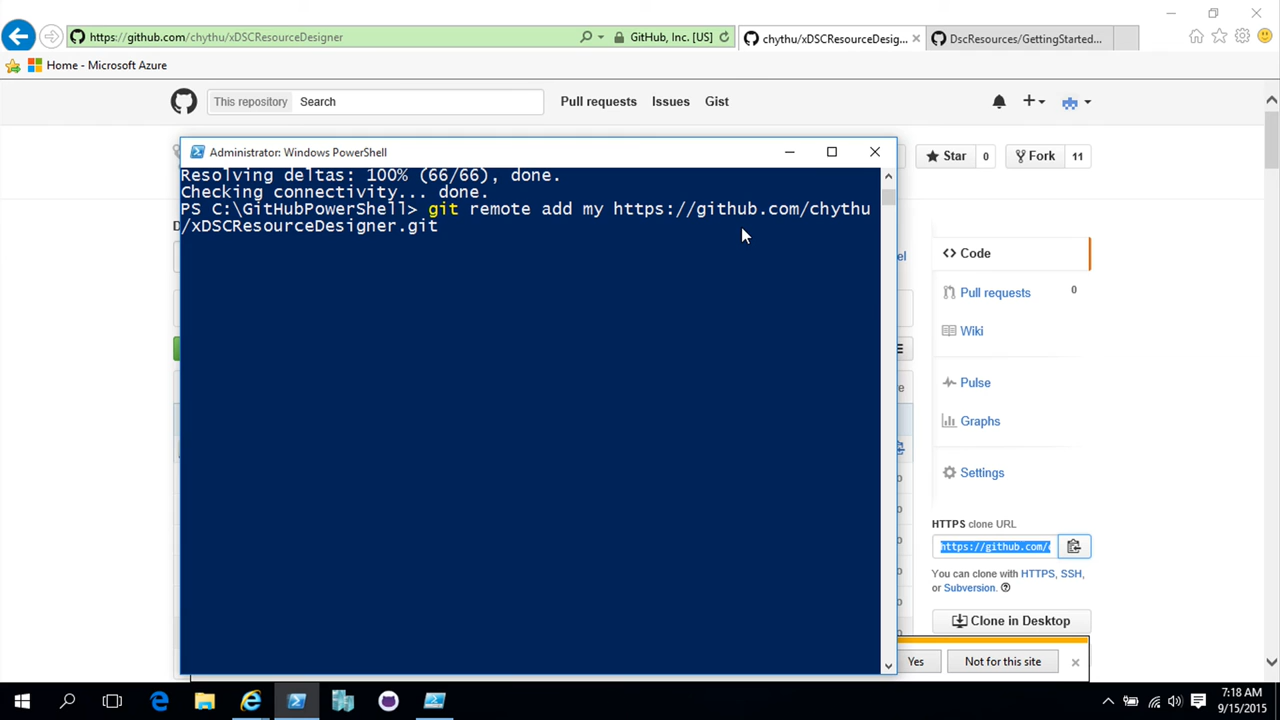 https://github.com/chythu/xDSCResourceDesigner
GitHub, Inc. [US]
chythu/xDSCResourceDesig...
DscResources/GettingStarted...
Home - Microsoft Azure
This repository
Search
Pull requests
Issues
Gist
Administrator: Windows PowerShell
Star
0
Fork
11
Resolving deltas: 100% (66/66), done.
Checking connectivity... done.
PS C:\GitHubPowerShell> git remote add my https://github.com/chythu
/xDSCResourceDesigner.git
Code
Pull requests
0
Wiki
Pulse
Graphs
Settings
HTTPS clone URL
https://github.com/
You can clone with HTTPS, SSH,
or Subversion.
Clone in Desktop
Yes
Not for this site
7:18 AM
9/15/2015